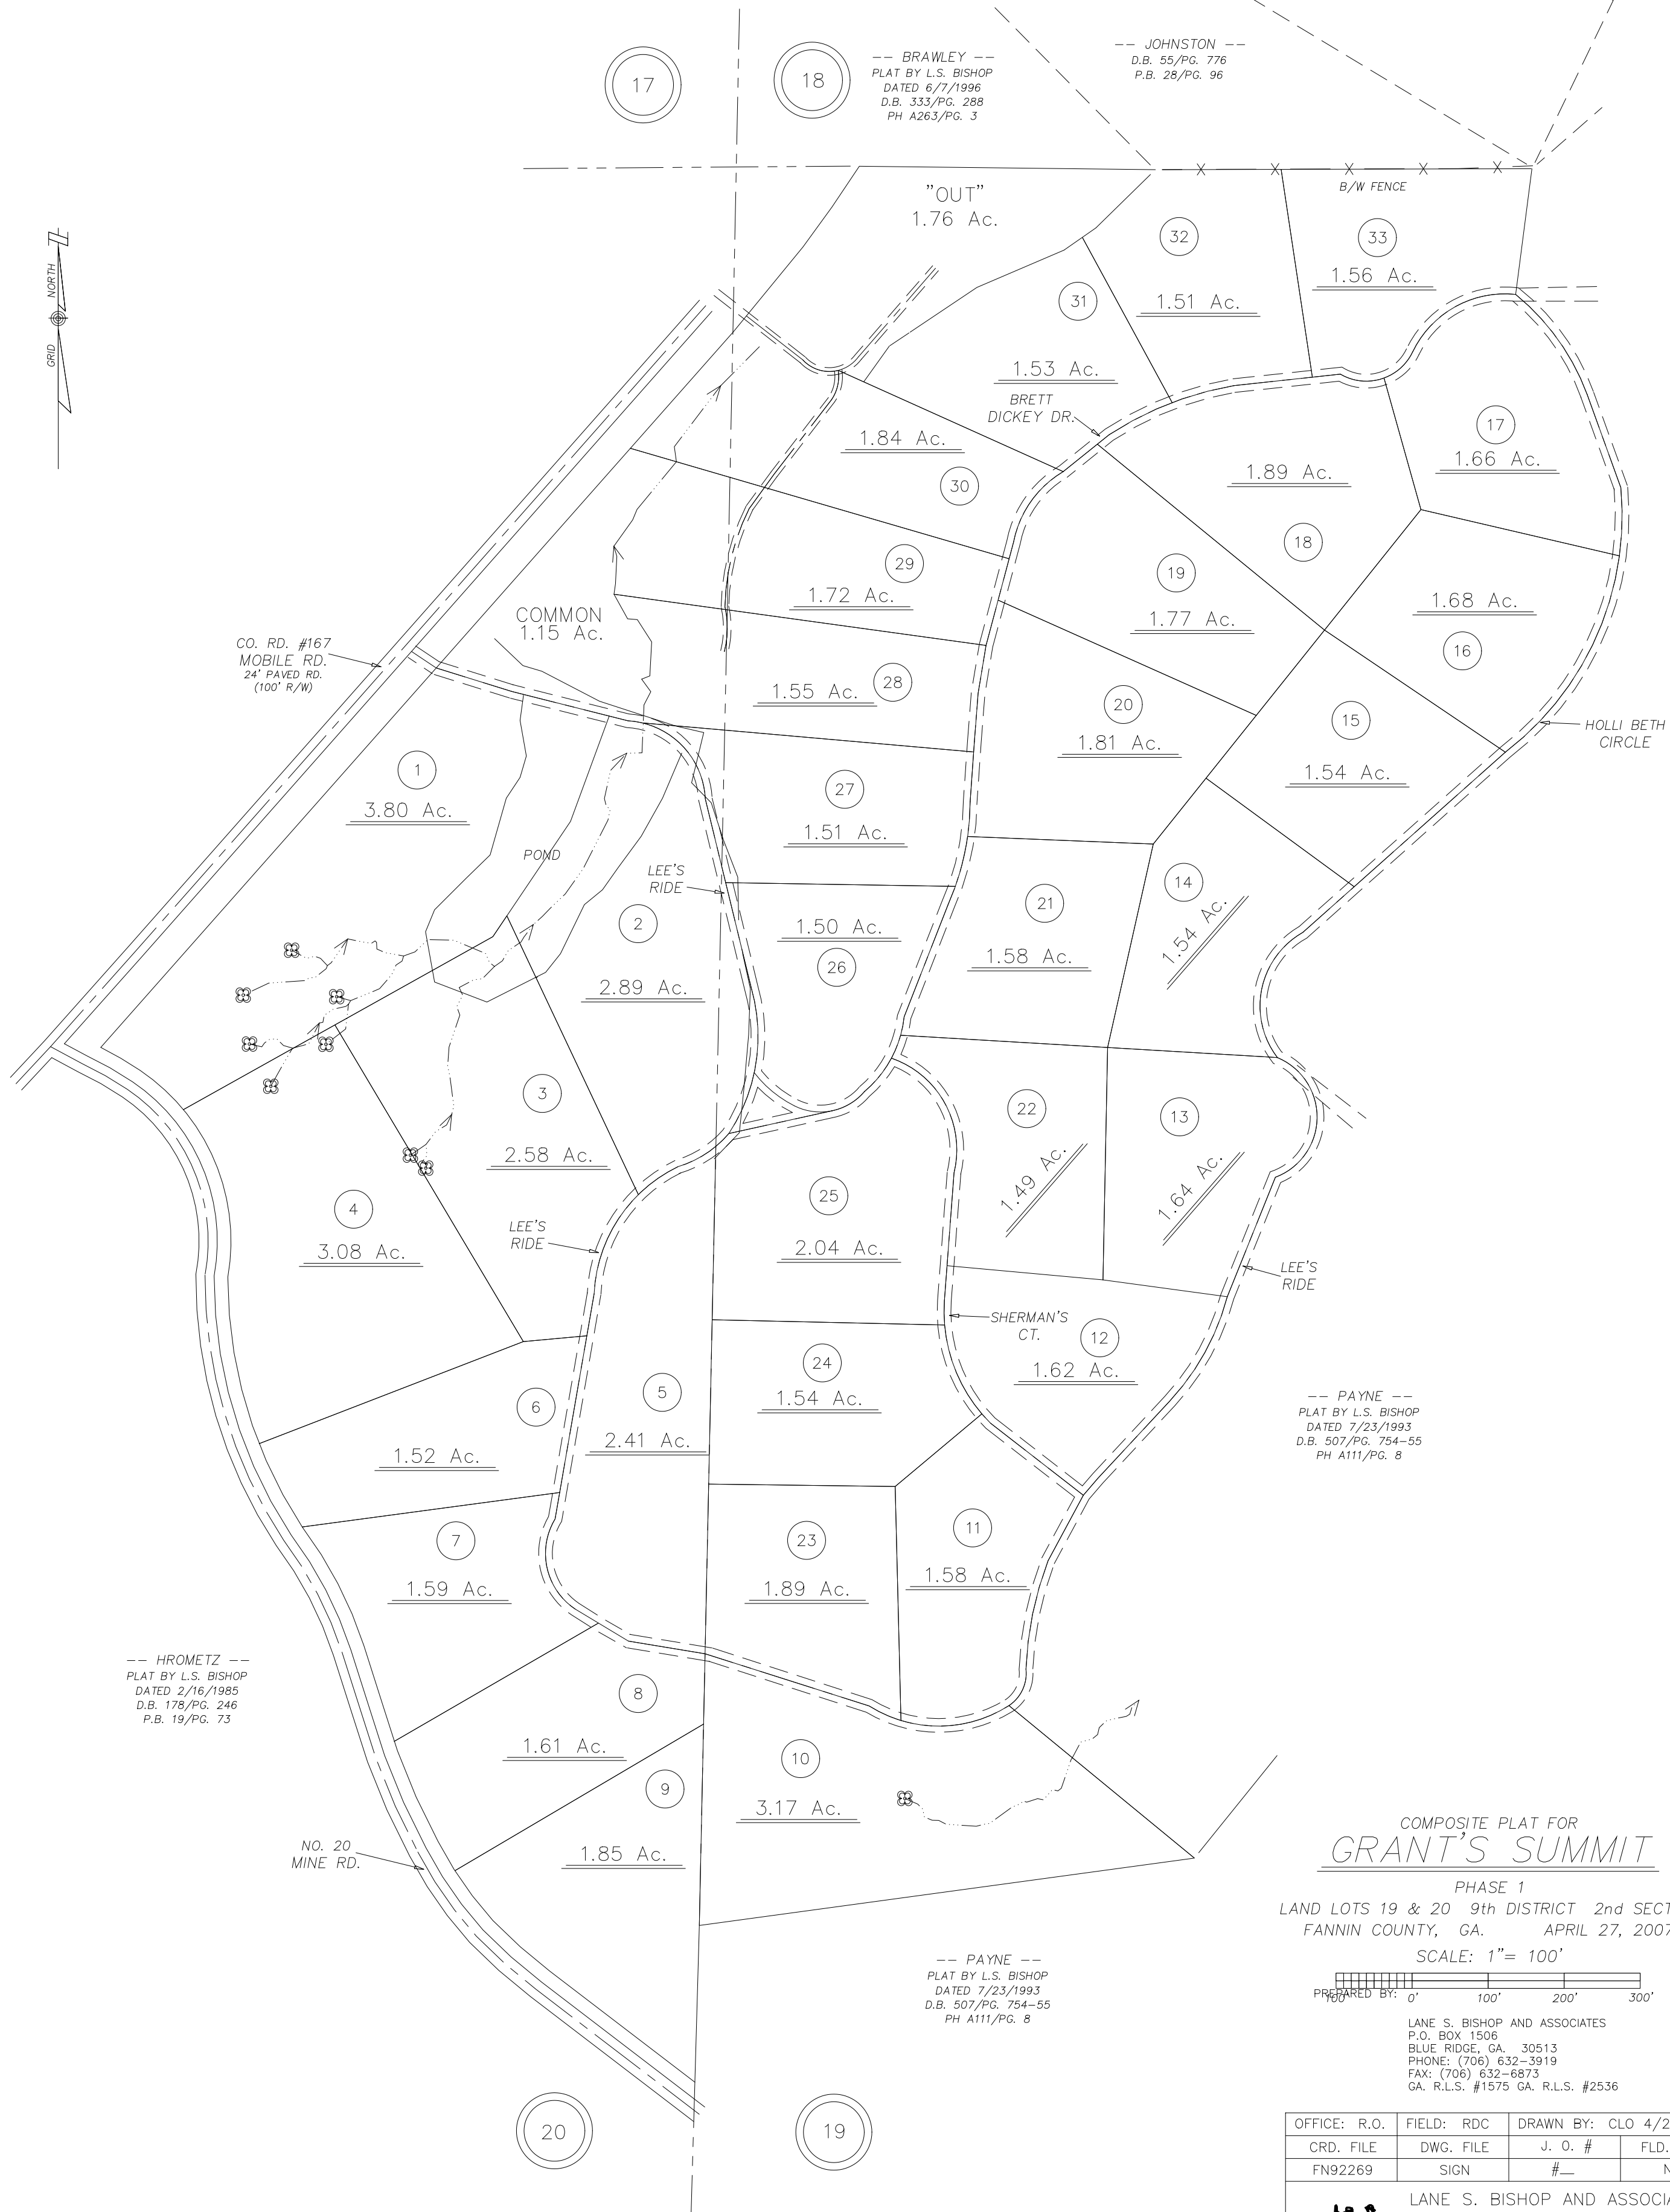 17
18
-- BRAWLEY --
PLAT BY L.S. BISHOP
DATED 6/7/1996
D.B. 333/PG. 288
PH A263/PG. 3
-- JOHNSTON --
D.B. 55/PG. 776
P.B. 28/PG. 96
B/W FENCE
"OUT"
1.76 Ac.
GRID NORTH
32
1.51 Ac.
33
1.56 Ac.
31
1.53 Ac.
BRETT
DICKEY DR.
1.84 Ac.
30
1.89 Ac.
18
17
1.66 Ac.
29
1.72 Ac.
19
1.77 Ac.
1.68 Ac.
16
COMMON
1.15 Ac.
CO. RD. #167
MOBILE RD.
24' PAVED RD.
(100' R/W)
1.55 Ac.
28
20
1.81 Ac.
15
1.54 Ac.
HOLLI BETH
CIRCLE
1
3.80 Ac.
27
1.51 Ac.
POND
LEE'S
RIDE
2
2.89 Ac.
1.50 Ac.
26
21
1.58 Ac.
14
1.54 Ac.
3
2.58 Ac.
22
1.49 Ac.
13
1.64 Ac.
4
3.08 Ac.
LEE'S
RIDE
25
2.04 Ac.
LEE'S
RIDE
SHERMAN'S
CT.
12
1.62 Ac.
24
1.54 Ac.
5
2.41 Ac.
6
1.52 Ac.
-- PAYNE --
PLAT BY L.S. BISHOP
DATED 7/23/1993
D.B. 507/PG. 754-55
PH A111/PG. 8
7
1.59 Ac.
23
1.89 Ac.
11
1.58 Ac.
-- HROMETZ --
PLAT BY L.S. BISHOP
DATED 2/16/1985
D.B. 178/PG. 246
P.B. 19/PG. 73
8
1.61 Ac.
10
3.17 Ac.
9
1.85 Ac.
NO. 20
MINE RD.
-- PAYNE --
PLAT BY L.S. BISHOP
DATED 7/23/1993
D.B. 507/PG. 754-55
PH A111/PG. 8
20
19
COMPOSITE PLAT FOR
GRANT'S SUMMIT
PHASE 1
LAND LOTS 19 & 20 9th DISTRICT 2nd SECT
FANNIN COUNTY, GA. APRIL 27, 2007
SCALE: 1"= 100'
100' 0' 100' 200' 300'
PREPARED BY:
LANE S. BISHOP AND ASSOCIATES
P.O. BOX 1506
BLUE RIDGE, GA. 30513
PHONE: (706) 632-3919
FAX: (706) 632-6873
GA. R.L.S. #1575 GA. R.L.S. #2536
OFFICE: R.O. FIELD: RDC DRAWN BY: CLO 4/2
CRD. FILE DWG. FILE J. O. # FLD.
FN92269 SIGN #__ N
LANE S. BISHOP AND ASSOCIA